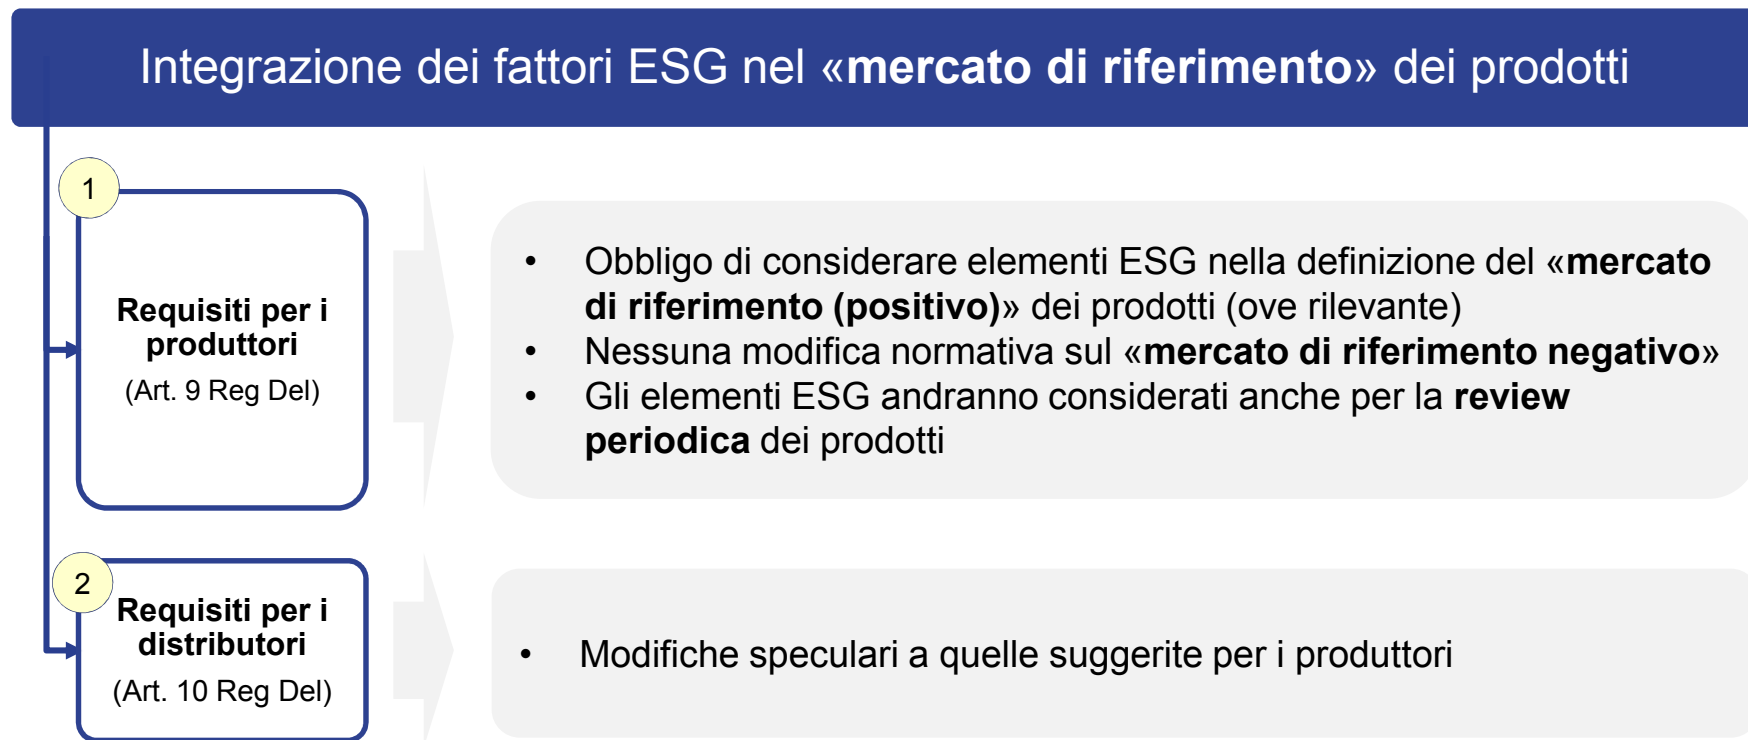 Integrazione dei fattori ESG nel «mercato di riferimento» dei prodotti
1
Requisiti per i
produttori
(Art. 9 Reg Del)
• Obbligo di considerare elementi ESG nella definizione del «mercato
di riferimento (positivo)» dei prodotti (ove rilevante)
• Nessuna modifica normativa sul «mercato di riferimento negativo»
• Gli elementi ESG andranno considerati anche per la review
periodica dei prodotti
2
Requisiti per i
distributori
(Art. 10 Reg Del)
• Modifiche speculari a quelle suggerite per i produttori